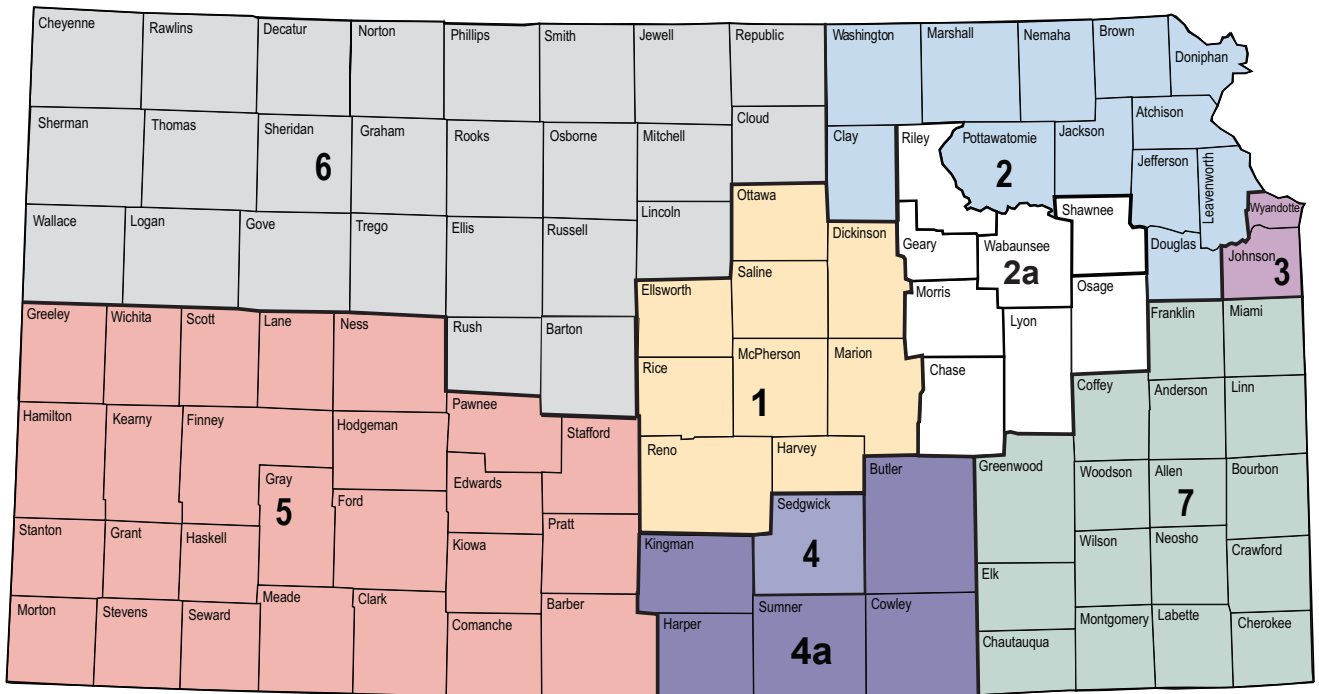 Cheyenne
Rawlins
Decatur
Norton
Phillips
Smith
Jewell
Republic
Washington
Marshall
Nemaha
Brown
Doniphan
Sherman
Thomas
Sheridan
Graham
Rooks
Osborne
Mitchell
Cloud
Clay
Riley
Pottawatomie
Jackson
Atchison
Jefferson
Leavenworth
6
2
Wallace
Logan
Gove
Trego
Ellis
Russell
Lincoln
Ottawa
Dickinson
Geary
Wabaunsee
Shawnee
Douglas
Wyandotte
Johnson
3
2a
Saline
Ellsworth
Morris
Osage
Lyon
Franklin
Miami
Greeley
Wichita
Scott
Lane
Ness
Rush
Barton
Rice
McPherson
Marion
Chase
Coffey
Anderson
Linn
1
Hamilton
Kearny
Finney
Hodgeman
Pawnee
Stafford
Reno
Harvey
Butler
Greenwood
Woodson
Allen
Bourbon
7
Gray
5
Ford
Edwards
Pratt
Sedgwick
4
Stanton
Grant
Haskell
Kiowa
Kingman
Elk
Wilson
Neosho
Crawford
Morton
Stevens
Seward
Meade
Clark
Comanche
Barber
Harper
Sumner
4a
Cowley
Chautauqua
Montgomery
Labette
Cherokee